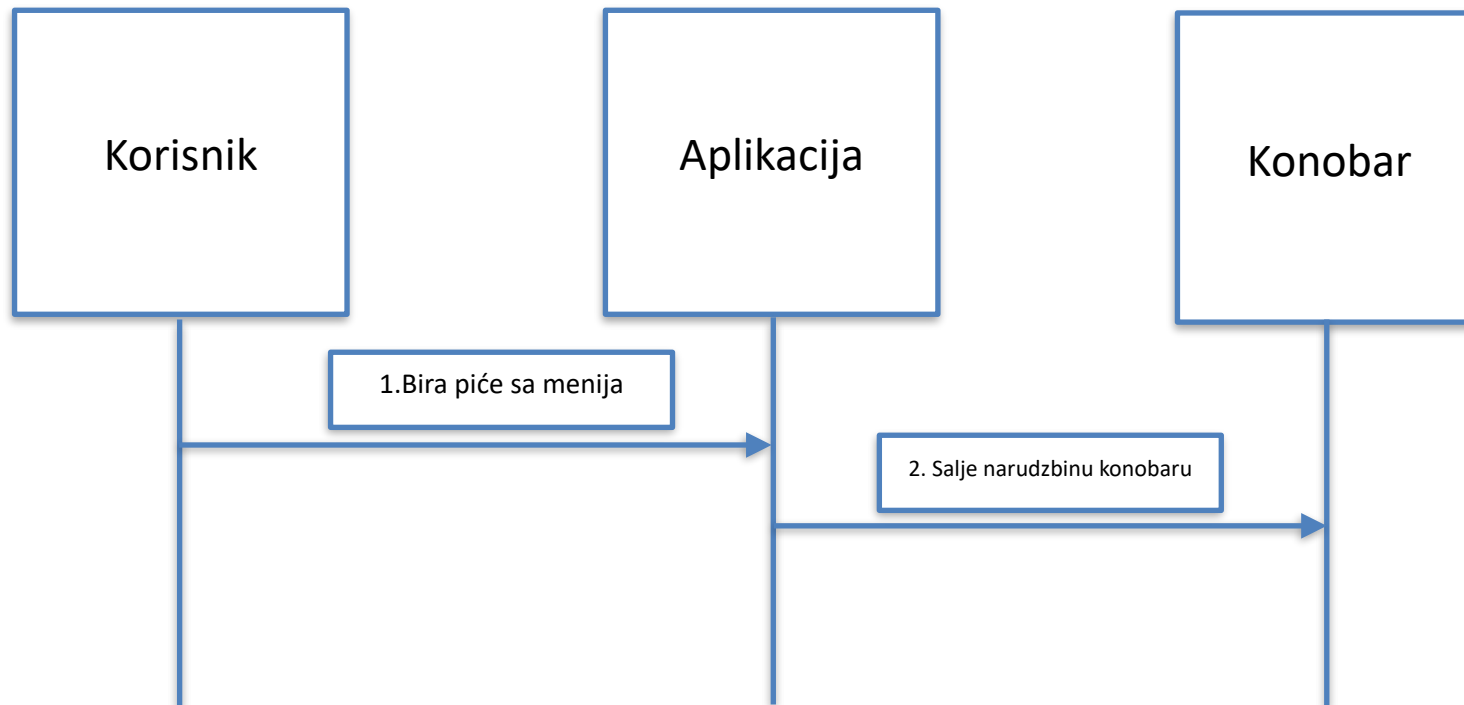 Korisnik
Aplikacija
Konobar
1.Bira piće sa menija
2. Salje narudzbinu konobaru